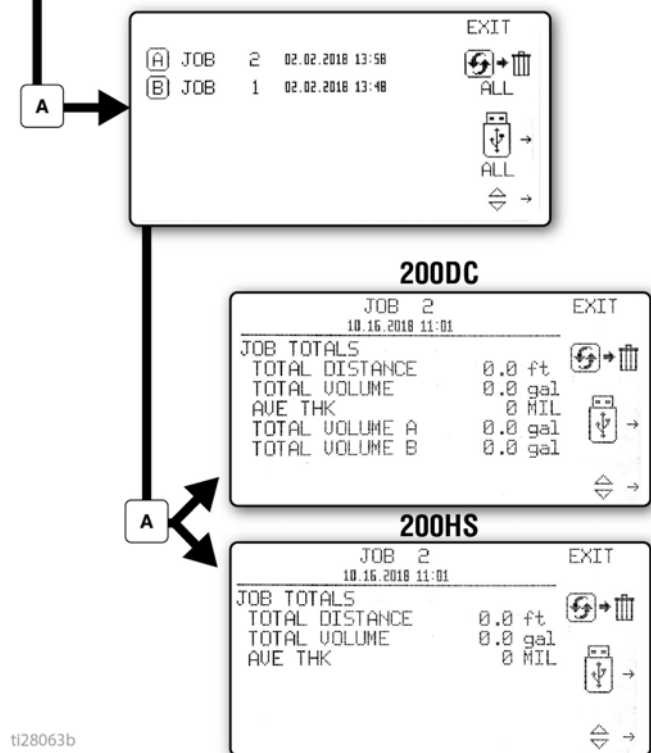 EXIT
A JOB 2 02.02.2018 13:58
B JOB 1 02.02.2018 13:48
ALL
A
ALL
200DC
JOB 2 EXIT
10.16.2018 11:01
JOB TOTALS
TOTAL DISTANCE 0.0 ft
TOTAL VOLUME 0.0 gal
AVE THK 0 MIL
TOTAL VOLUME A 0.0 gal
TOTAL VOLUME B 0.0 gal
A
200HS
JOB 2 EXIT
10.16.2018 11:01
JOB TOTALS
TOTAL DISTANCE 0.0 ft
TOTAL VOLUME 0.0 gal
AVE THK 0 MIL
ti28063b